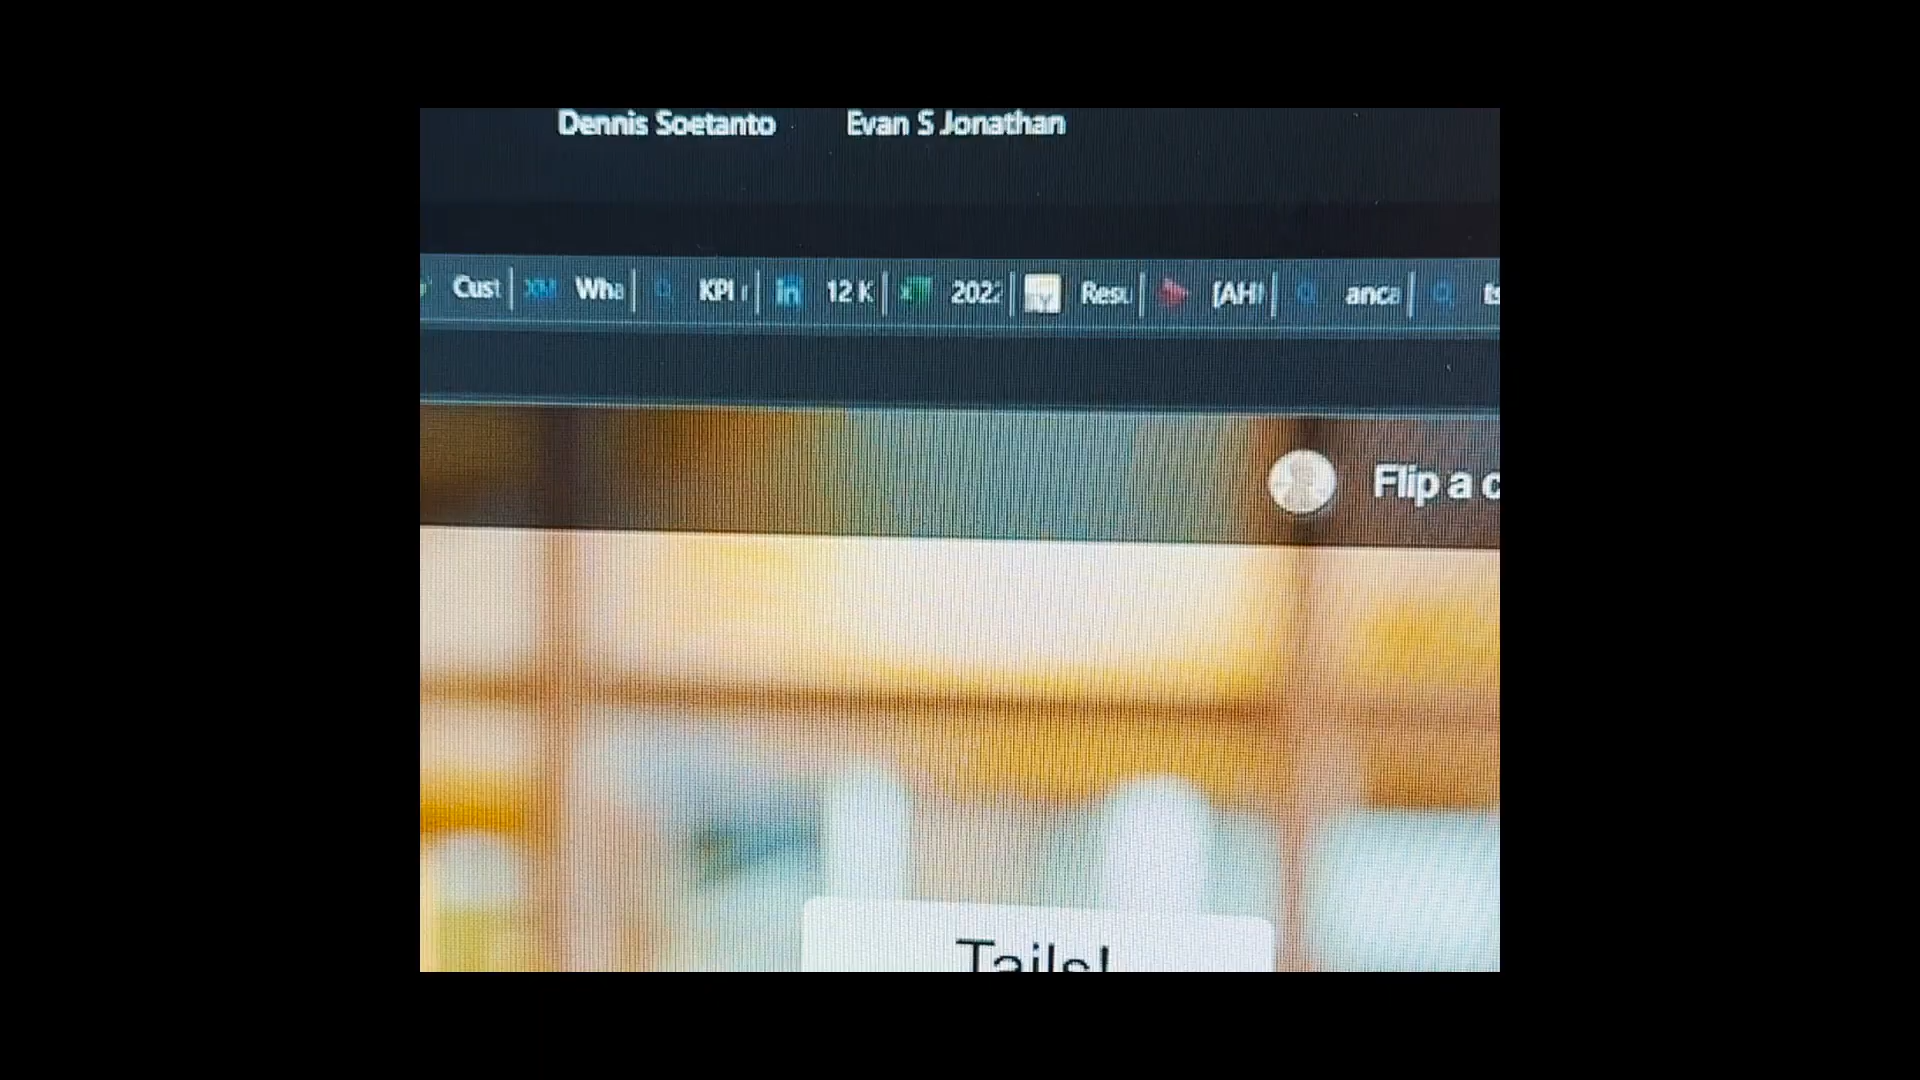 Dennis Soetanto Evan S Jonathan
Cust Wha KPI 12 K 2022 Resu [AH anca
Flip a c
Tails!